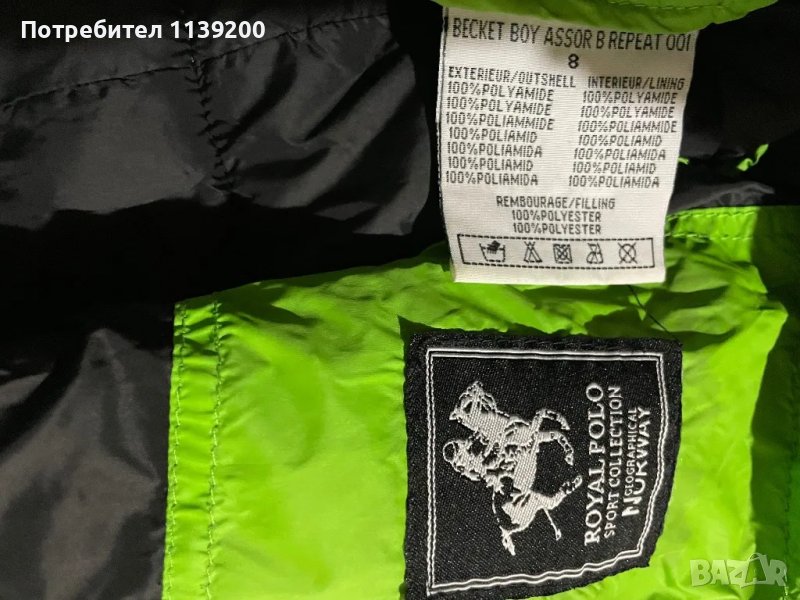 Потребител 1139200
BECKET BOY ASSOR B REPEAT 001
8
EXTERIEUR/OUTSHELL INTERIEUR/LINING
100%POLYAMIDE 100%POLYAMIDE
100%POLYAMIDE 100%POLYAMIDE
100%POLIAMMIDE 100%POLIAMMIDE
100%POLIAMID 100%POLIAMID
100%POLIAMIDA 100%POLIAMIDA
100%POLIAMID 100%POLIAMID
100%POLIAMIDA 100%POLIAMIDA
REMBOURAGE/FILLING
100%POLYESTER
100%POLYESTER
ROYAL POLO
SPORT COLLECTION
GIOGRAPHICAL
NORWAY
BAZAR